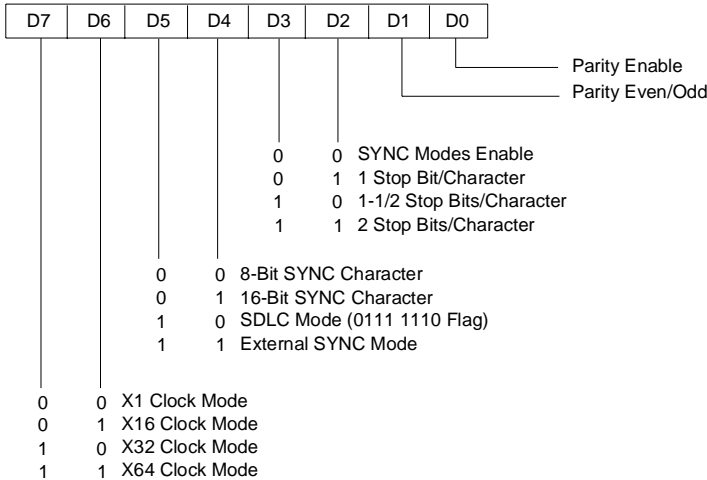 D7 D6 D5 D4 D3 D2 D1 D0
Parity Enable
Parity Even/Odd
0 0 SYNC Modes Enable
0 1 1 Stop Bit/Character
1 0 1-1/2 Stop Bits/Character
1 1 2 Stop Bits/Character
0 0 8-Bit SYNC Character
0 1 16-Bit SYNC Character
1 0 SDLC Mode (0111 1110 Flag)
1 1 External SYNC Mode
0 0 X1 Clock Mode
0 1 X16 Clock Mode
1 0 X32 Clock Mode
1 1 X64 Clock Mode